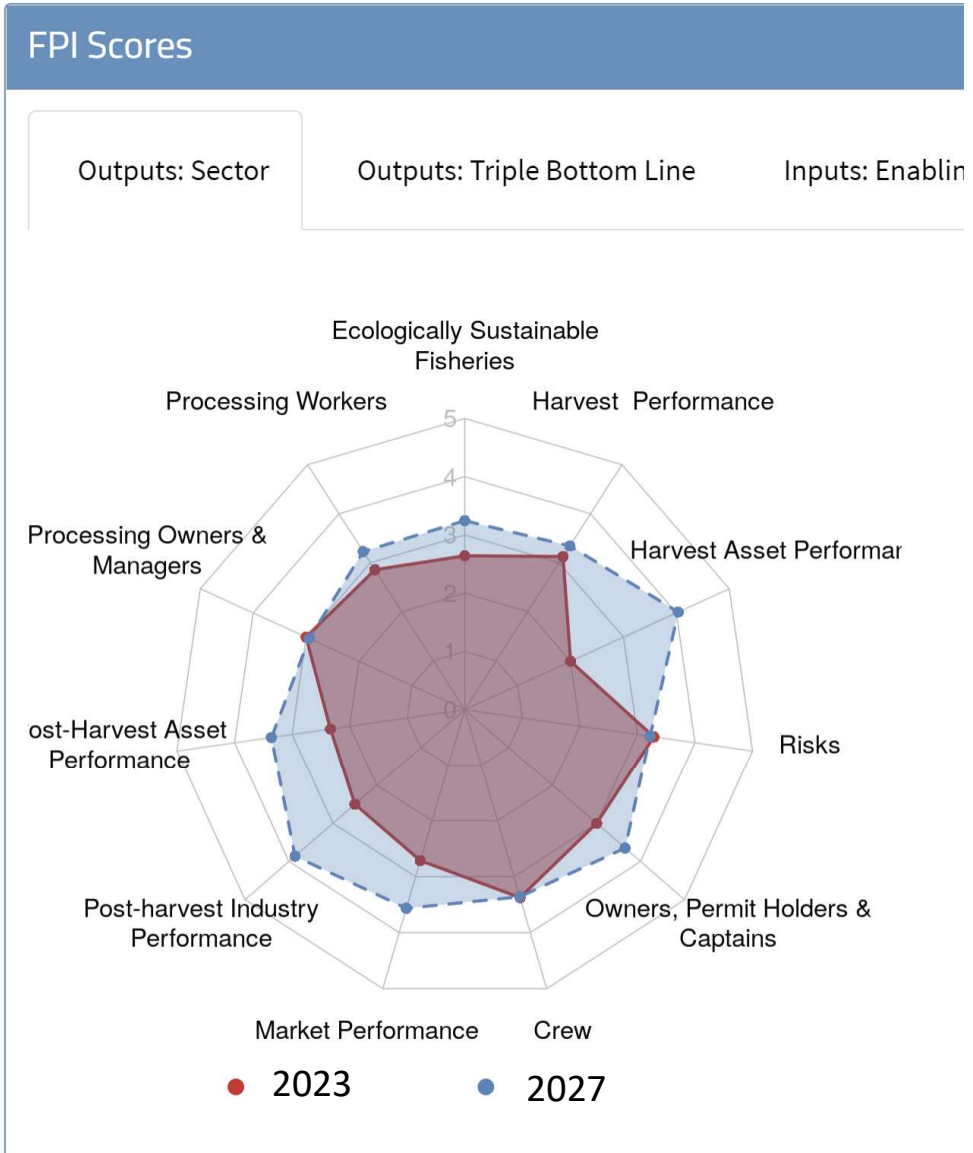 FPI Scores
Outputs: Sector
Outputs: Triple Bottom Line
Inputs: Enablin
Ecologically Sustainable
Fisheries
Processing Workers
Harvest Performance
5
4
3
2
1
0
Processing Owners &
Managers
Harvest Asset Performar
ost-Harvest Asset
Performance
Risks
Post-harvest Industry
Performance
Owners, Permit Holders &
Captains
Market Performance
Crew
2023
2027